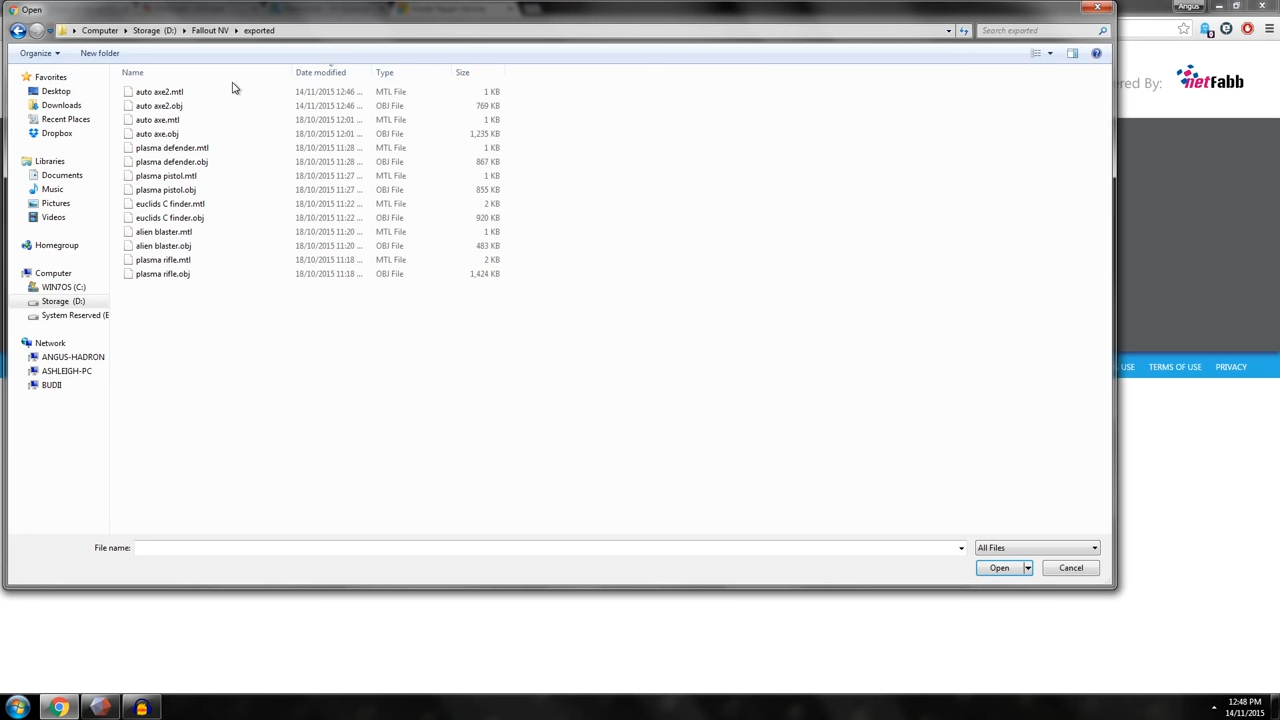 Open
Angus
Computer Storage (D:) Fallout NV exported
Search exported
Organize New folder
ered By: netFabb
Favorites
Desktop
Downloads
Recent Places
Dropbox
Libraries
Documents
Music
Pictures
Videos
Homegroup
Computer
WIN7OS (C:)
Storage (D:)
System Reserved (E
Network
ANGUS-HADRON
ASHLEIGH-PC
BUDII
Name Date modified Type Size
auto axe2.mtl 14/11/2015 12:46 ... MTL File 1 KB
auto axe2.obj 14/11/2015 12:46 ... OBJ File 769 KB
auto axe.mtl 18/10/2015 12:01 ... MTL File 1 KB
auto axe.obj 18/10/2015 12:01 ... OBJ File 1,235 KB
plasma defender.mtl 18/10/2015 11:28 ... MTL File 1 KB
plasma defender.obj 18/10/2015 11:28 ... OBJ File 867 KB
plasma pistol.mtl 18/10/2015 11:27 ... MTL File 1 KB
plasma pistol.obj 18/10/2015 11:27 ... OBJ File 855 KB
euclids C finder.mtl 18/10/2015 11:22 ... MTL File 2 KB
euclids C finder.obj 18/10/2015 11:22 ... OBJ File 920 KB
alien blaster.mtl 18/10/2015 11:20 ... MTL File 1 KB
alien blaster.obj 18/10/2015 11:20 ... OBJ File 483 KB
plasma rifle.mtl 18/10/2015 11:18 ... MTL File 2 KB
plasma rifle.obj 18/10/2015 11:18 ... OBJ File 1,424 KB
USE TERMS OF USE PRIVACY
File name: All Files
Open Cancel
12:48 PM
14/11/2015